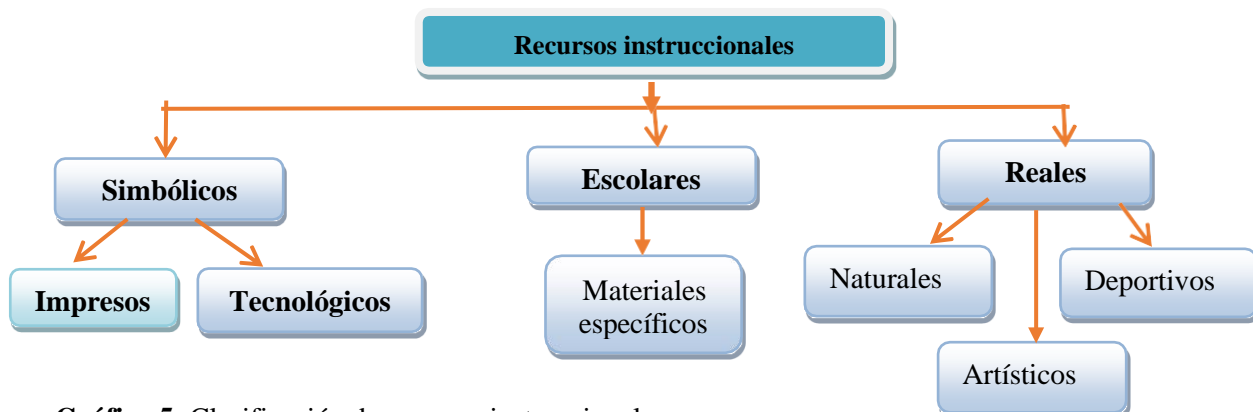 Recursos instruccionales
Simbólicos
Escolares
Reales
Impresos
Tecnológicos
Materiales
específicos
Naturales
Deportivos
Artísticos